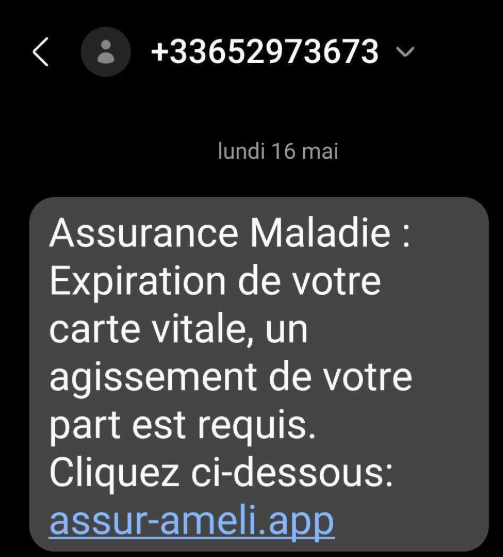 +33652973673
lundi 16 mai
Assurance Maladie :
Expiration de votre
carte vitale, un
agissement de votre
part est requis.
Cliquez ci-dessous:
assur-ameli.app